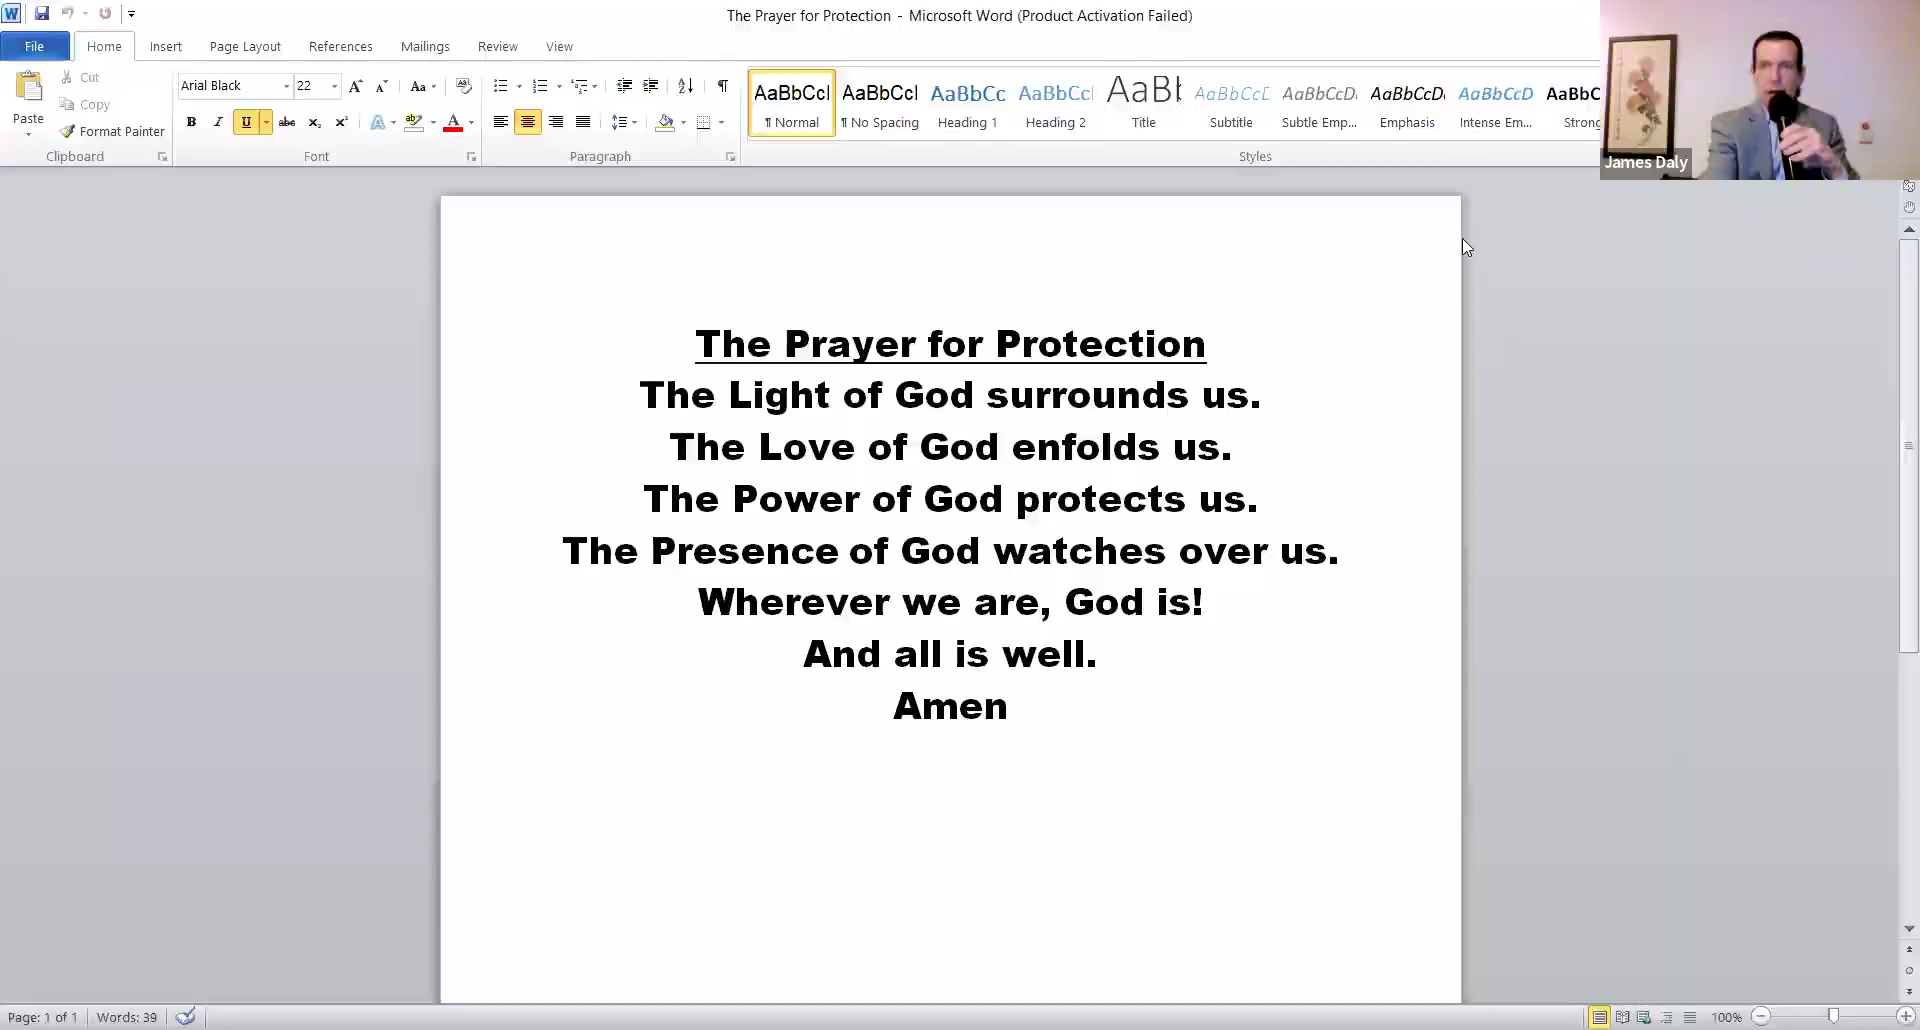 The Prayer for Protection - Microsoft Word (Product Activation Failed)
File Home Insert Page Layout References Mailings Review View
Paste
Cut
Copy
Format Painter
Clipboard
Arial Black 22
Font
Paragraph
AaBbCcI AaBbCcI AaBbCc AaBbCcI AaBI AaBbCcD AaBbCcD AaBbCcD AaBbCcD AaBbCc
¶ Normal ¶ No Spacing Heading 1 Heading 2 Title Subtitle Subtle Emp... Emphasis Intense Em... Strong
Styles
James Daly
The Prayer for Protection
The Light of God surrounds us.
The Love of God enfolds us.
The Power of God protects us.
The Presence of God watches over us.
Wherever we are, God is!
And all is well.
Amen
Page: 1 of 1 Words: 39 100%